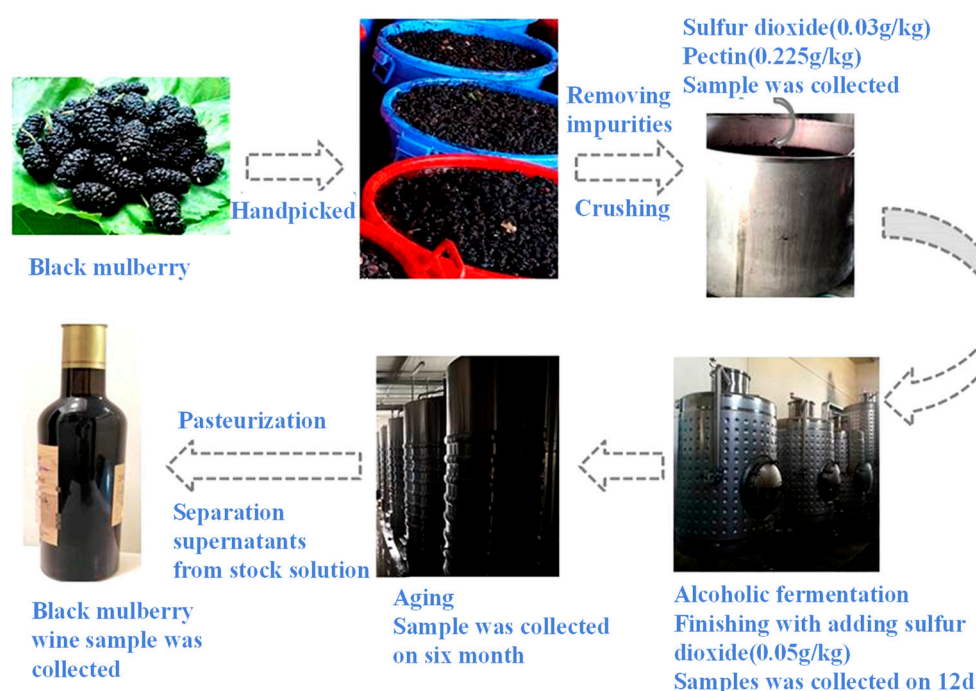 Sulfur dioxide(0.03g/kg)
Pectin(0.225g/kg)
Sample was collected
Removing
impurities
Handpicked
Crushing
Black mulberry
Pasteurization
Separation
supernatants
from stock solution
Black mulberry
wine sample was
collected
Aging
Sample was collected
on six month
Alcoholic fermentation
Finishing with adding sulfur
dioxide(0.05g/kg)
Samples was collected on 12d